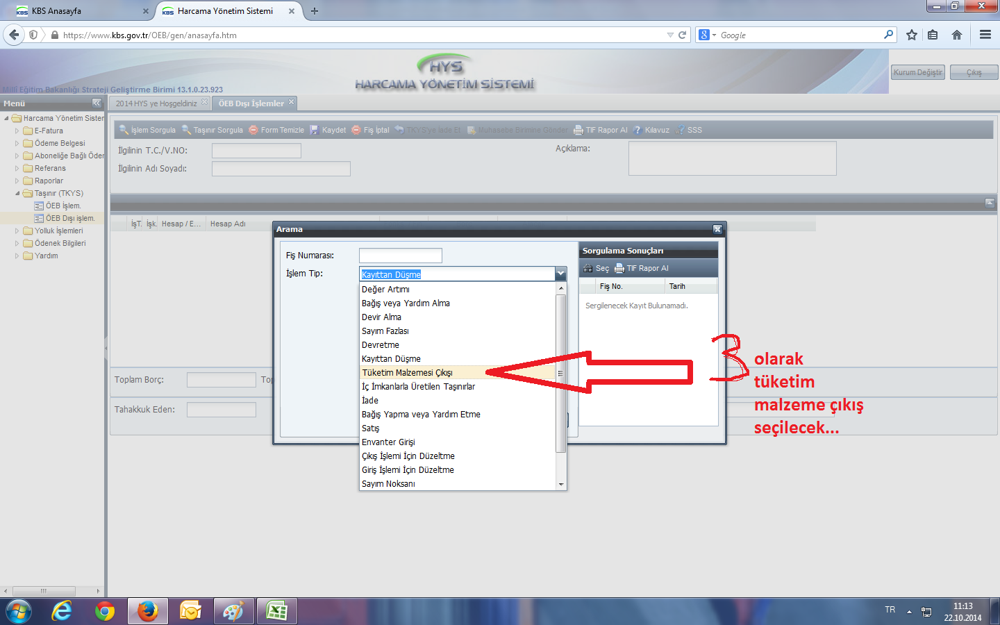 KBS Anasayfa
Harcama Yönetim Sistemi
https://www.kbs.gov.tr/OEB/gen/anasayfa.htm
Google
HYS
HARCAMA YÖNETİM SİSTEMİ
Milli Eğitim Bakanlığı Strateji Geliştirme Birimi 13.1.0.23.923
Kurum Değiştir
Çıkış
Menü
2014 HYS ye Hoşgeldiniz
ÖEB Dışı İşlemler
Harcama Yönetim Sister
E-Fatura
Ödeme Belgesi
Aboneliğe Bağlı Öder
Referans
Raporlar
Taşınır (TKYS)
ÖEB İşlem.
ÖEB Dışı işlem.
Yolluk İşlemleri
Ödenek Bilgileri
Yardım
İşlem Sorgula
Taşınır Sorgula
Form Temizle
Kaydet
Fiş İptal
TKYS'ye İade Et
Muhasebe Birimine Gönder
TIF Rapor Al
Kılavuz
SSS
İlgilinin T.C./V.NO:
Açıklama:
İlgilinin Adı Soyadı:
İşT.
İşk.
Hesap / E...
Hesap Adı
Arama
Fiş Numarası:
İşlem Tip:
Kayıttan Düşme
Değer Artımı
Bağış veya Yardım Alma
Devir Alma
Sayım Fazlası
Devretme
Kayıttan Düşme
Tüketim Malzemesi Çıkışı
İç İmkanlarla Üretilen Taşınırlar
İade
Bağış Yapma veya Yardım Etme
Satış
Envanter Girişi
Çıkış İşlemi İçin Düzeltme
Giriş İşlemi İçin Düzeltme
Sayım Noksanı
Sorgulama Sonuçları
Seç
TIF Rapor Al
Fiş No.
Tarih
Sergilenecek Kayıt Bulunamadı.
3 olarak
tüketim
malzeme çıkış
seçilecek...
Toplam Borç:
Top
Tahakkuk Eden:
TR
11:13
22.10.2014